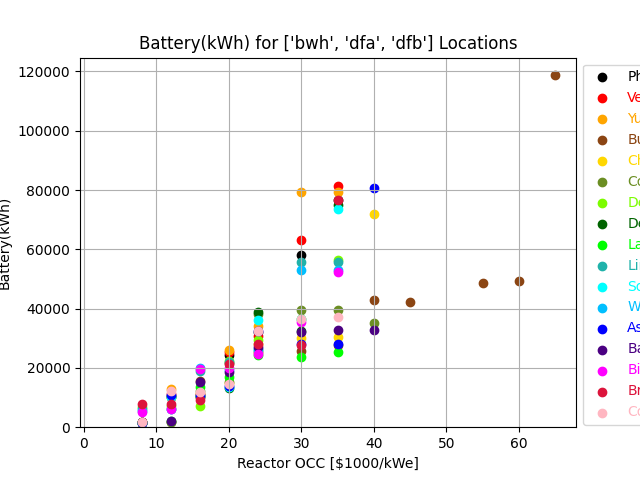 Battery(kWh) for ['bwh', 'dfa', 'dfb'] Locations
Battery(kWh)
120000
100000
80000
60000
40000
20000
0
0 10 20 30 40 50 60
Reactor OCC [$1000/kWe]
Ph
Ve
Yu
Bu
Ch
Co
De
De
La
Li
Sc
W
As
Ba
Bi
Br
Co